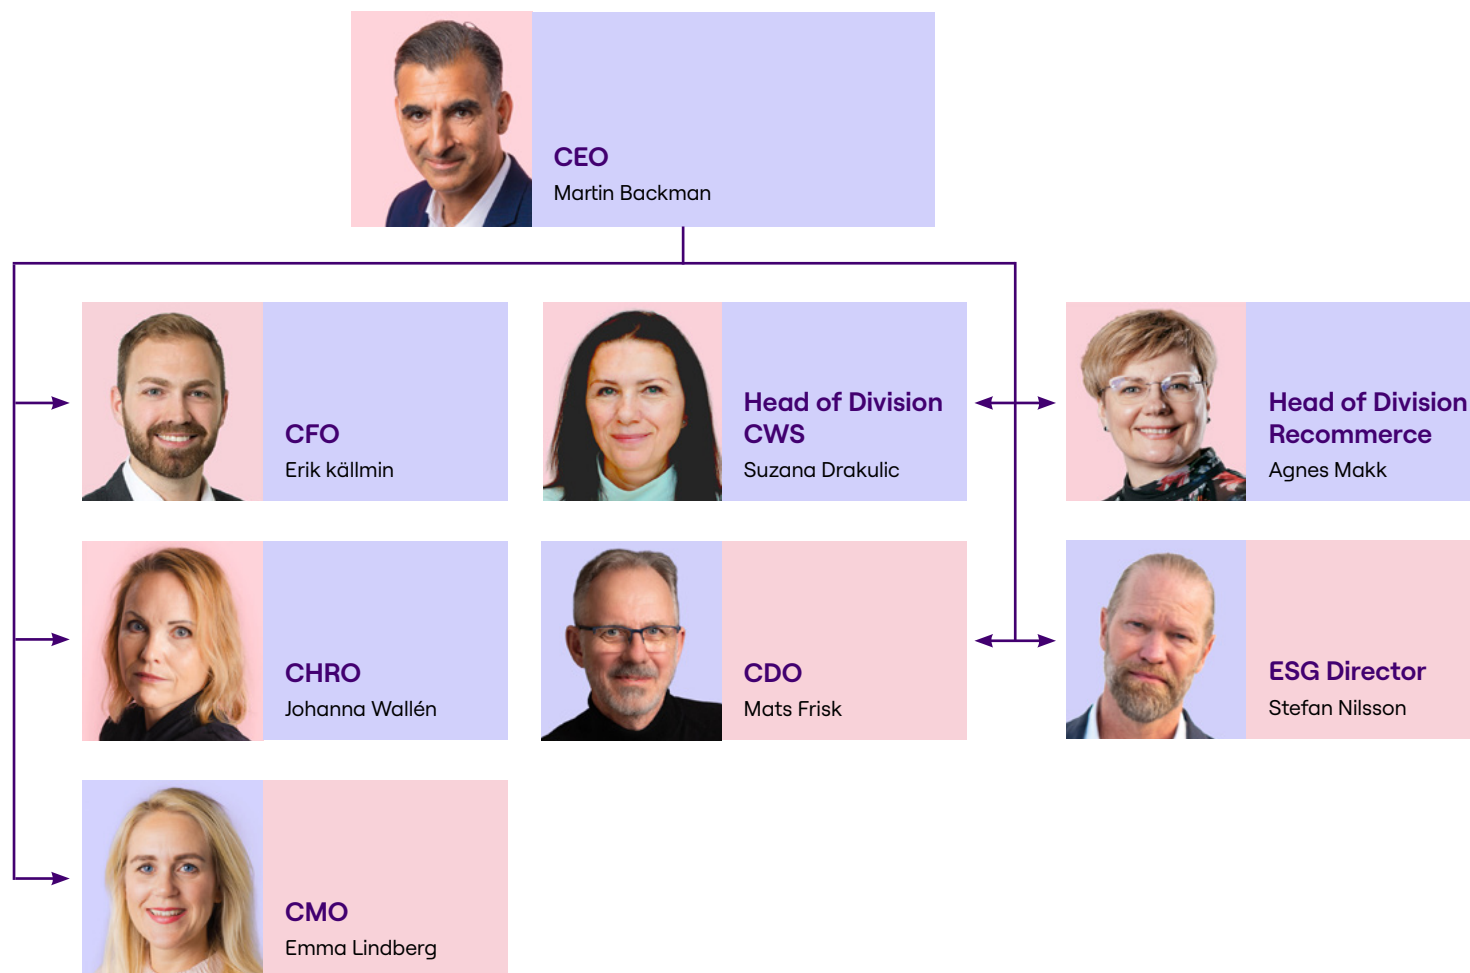 CEO
Martin Backman
CFO
Erik källmin
Head of Division
CWS
Suzana Drakulic
Head of Division
Recommerce
Agnes Makk
CHRO
Johanna Wallén
CDO
Mats Frisk
ESG Director
Stefan Nilsson
CMO
Emma Lindberg